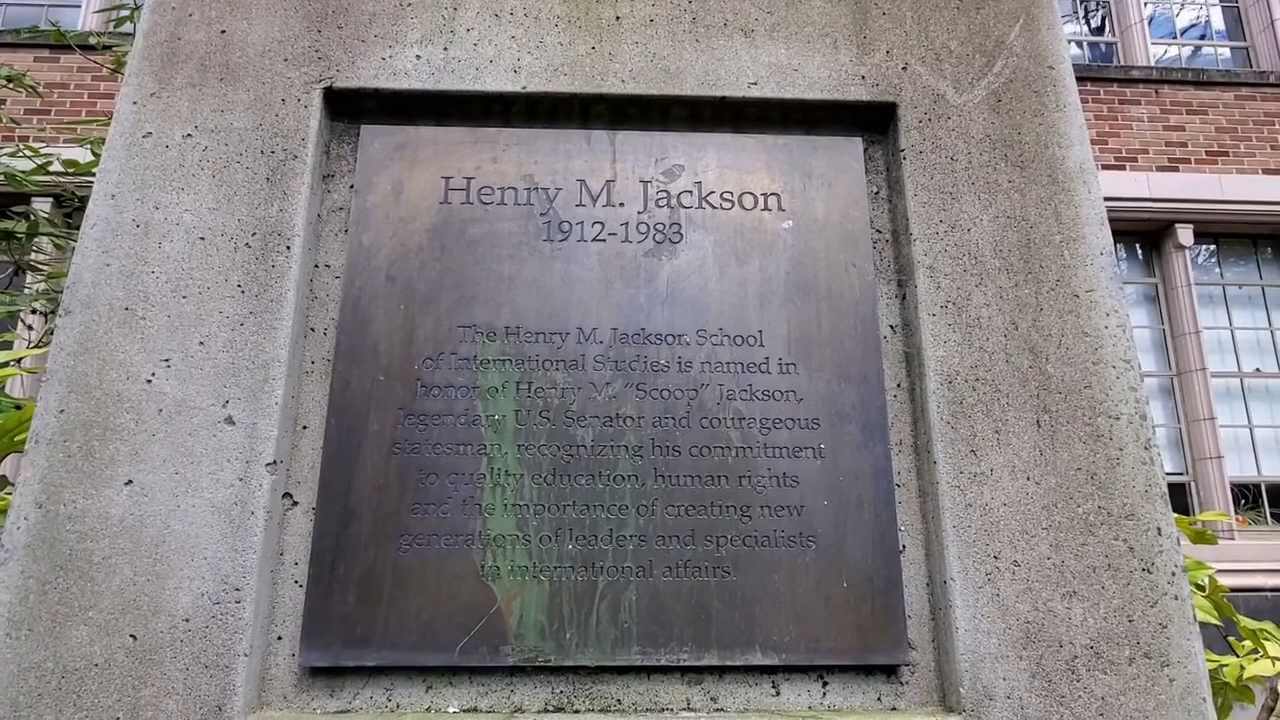 Henry M. Jackson
1912-1983
The Henry M. Jackson School
of International Studies is named in
honor of Henry M. “Scoop” Jackson,
legendary U.S. Senator and courageous
statesman, recognizing his commitment
to quality education, human rights
and the importance of creating new
generations of leaders and specialists
in international affairs.